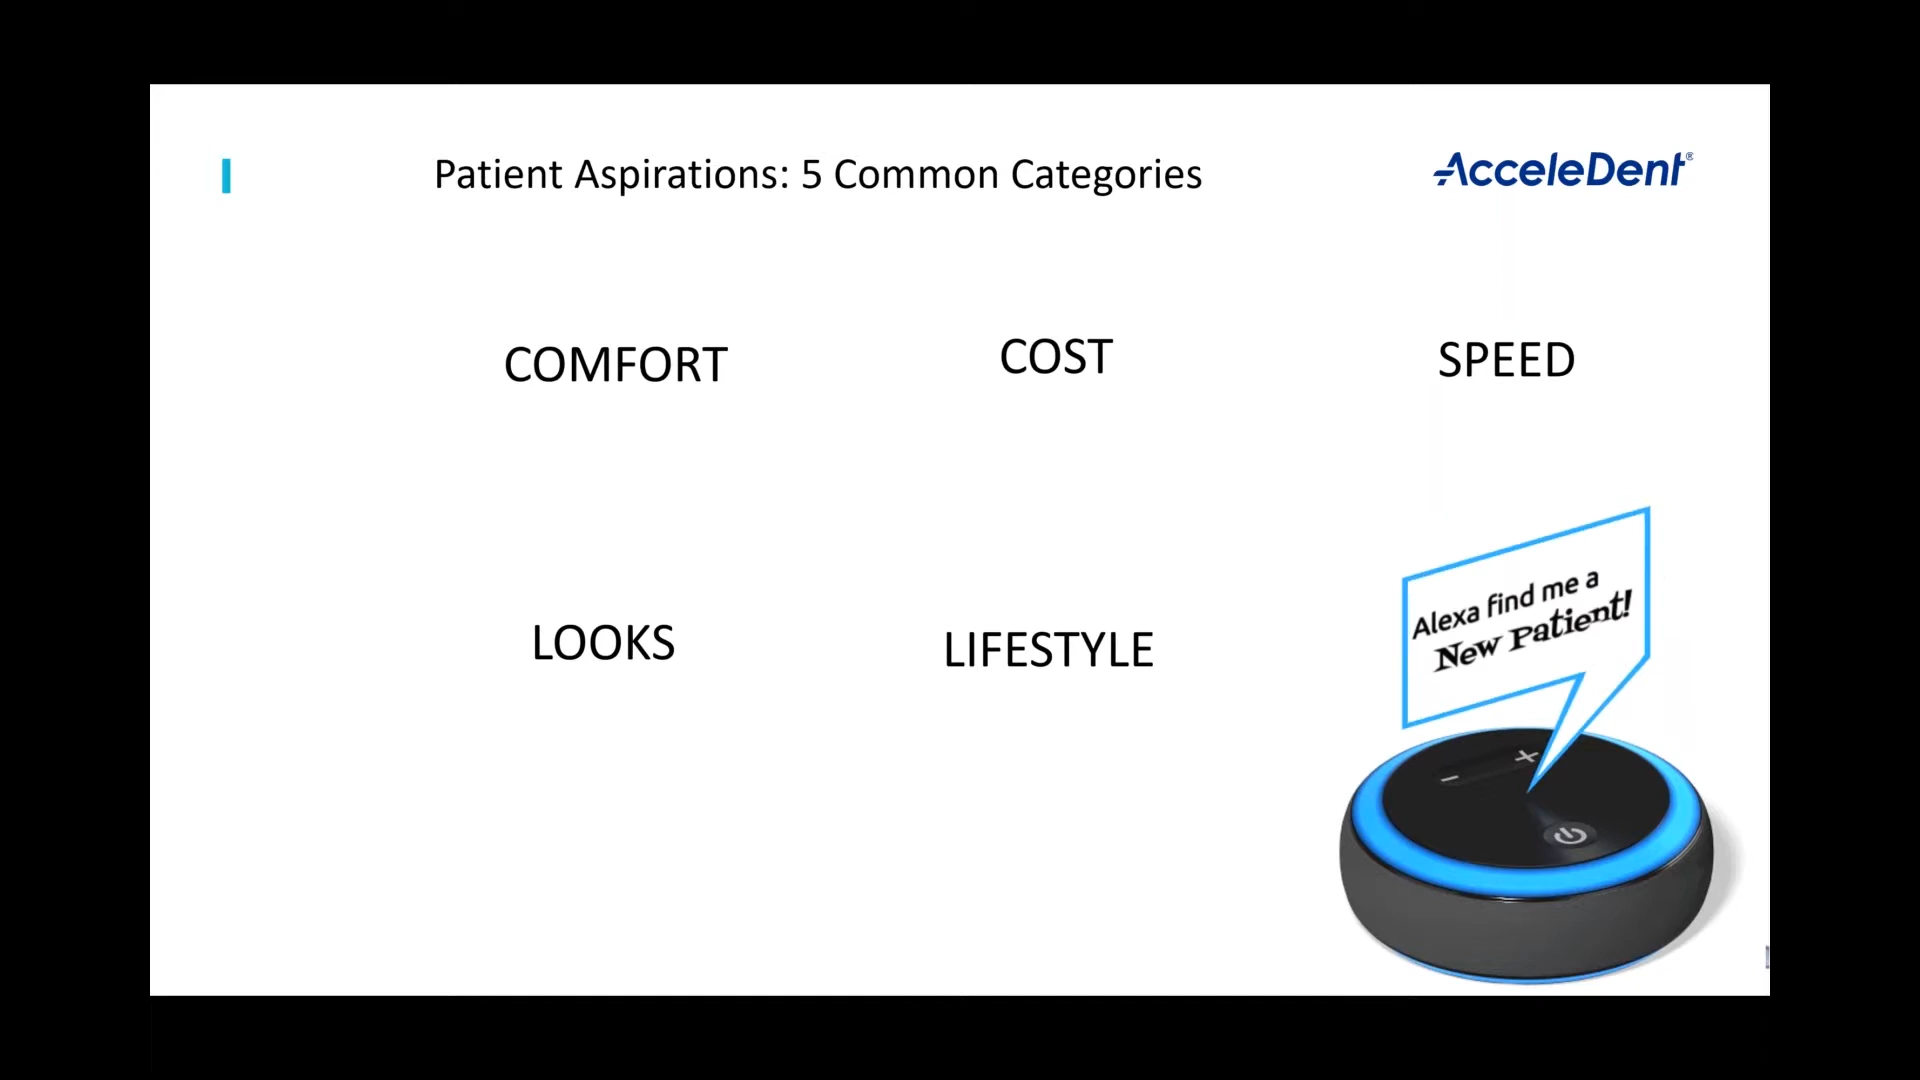 Patient Aspirations: 5 Common Categories
AcceleDent®
COMFORT
COST
SPEED
LOOKS
LIFESTYLE
Alexa find me a
New Patient!